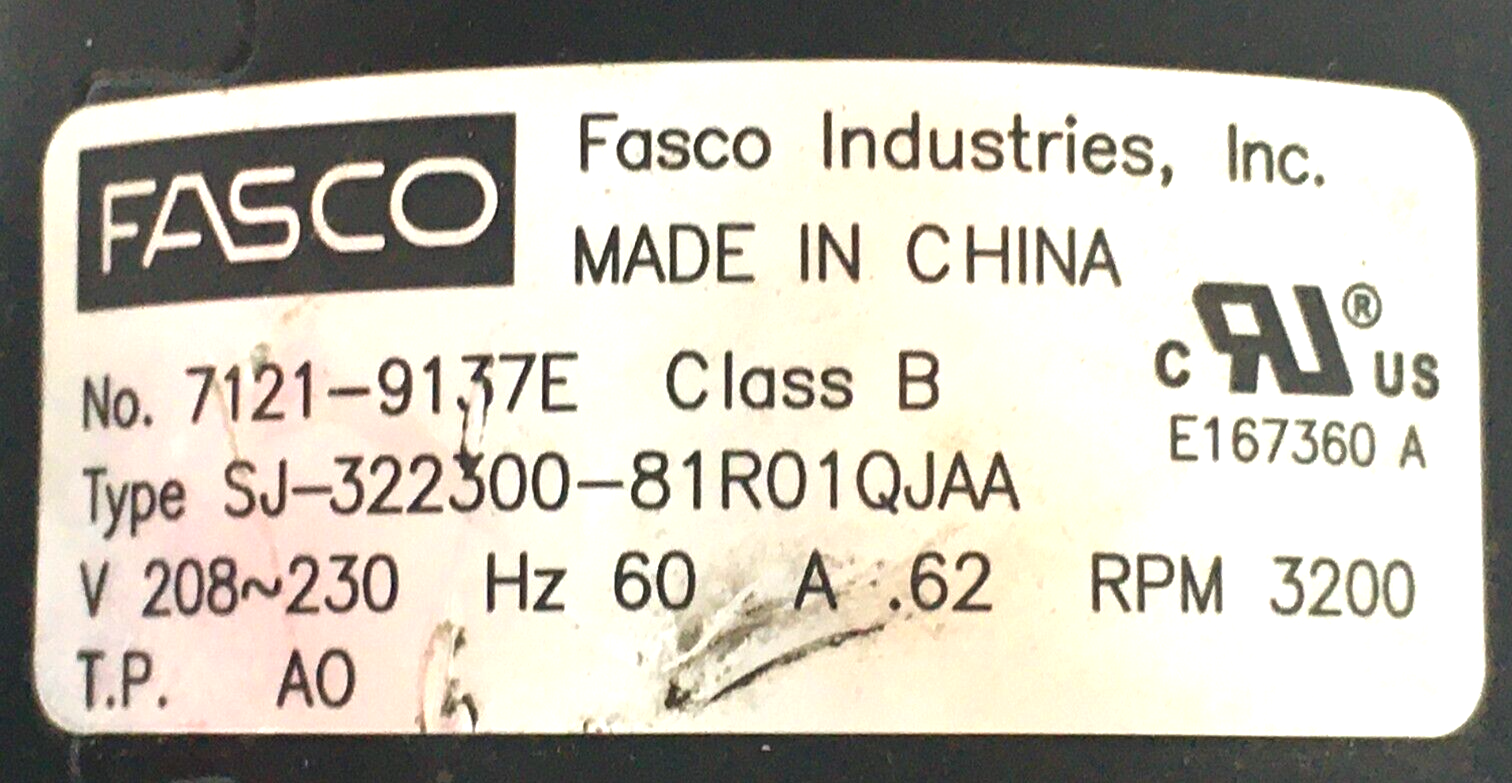 FASCO
Fasco Industries, Inc.
MADE IN CHINA
No. 7121-9137E Class B
c RU ® US
E167360 A
Type SJ-322300-81R01QJAA
V 208~230 Hz 60 A .62 RPM 3200
T.P. AO